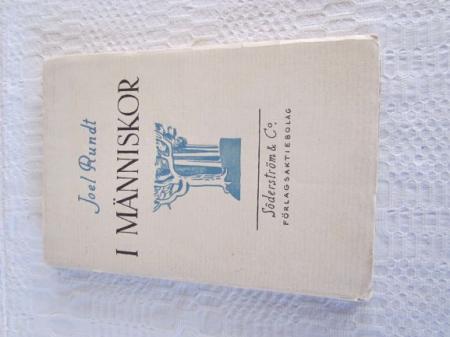 Joel Rundt
I MÄNNISKOR
Söderström & Co
FÖRLAGSAKTIEBOLAG